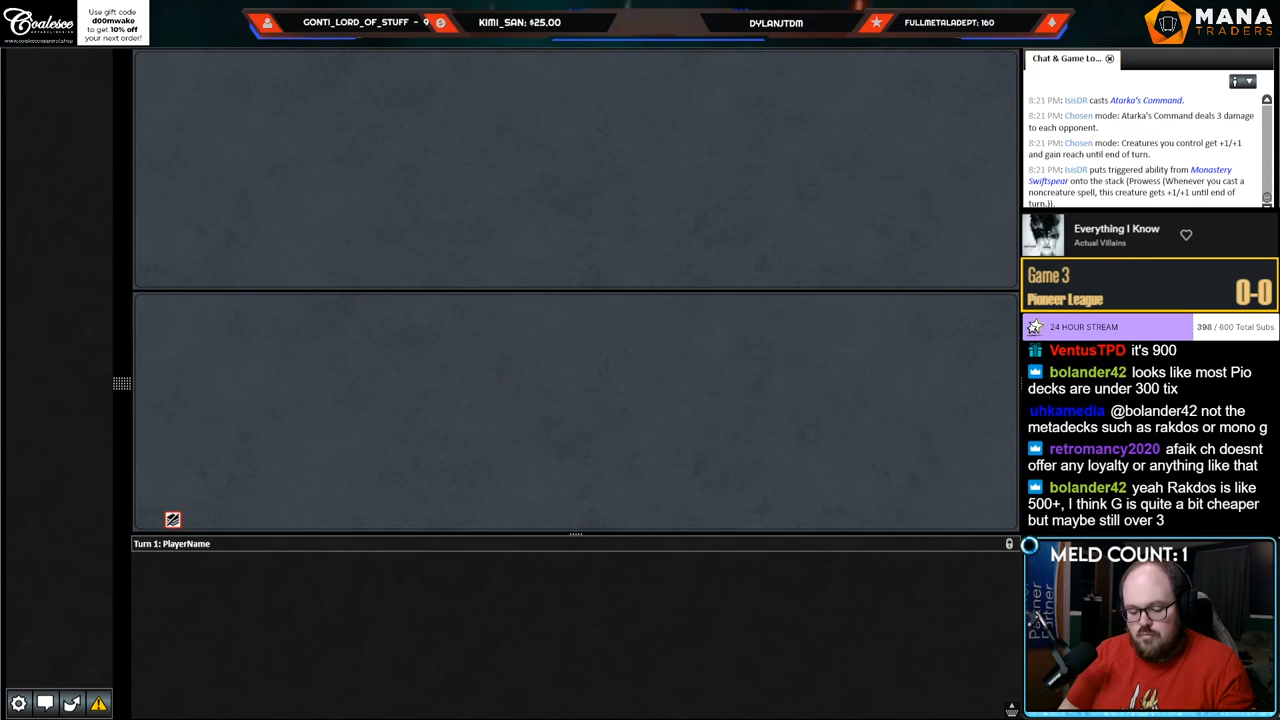 Coalesce
APPAREL.DESIGN
www.coalesceapparel.shop
Use gift code
d00mwake
to get 10% off
your next order!
GONTI_LORD_OF_STUFF - 9
KIMI_SAN: $25.00
DYLANJTDM
FULLMETALADEPT: 160
MANA
TRADERS
Chat & Game Lo...
8:21 PM: IsisDR casts Atarka's Command.
8:21 PM: Chosen mode: Atarka's Command deals 3 damage
to each opponent.
8:21 PM: Chosen mode: Creatures you control get +1/+1
and gain reach until end of turn.
8:21 PM: IsisDR puts triggered ability from Monastery
Swiftspear onto the stack (Prowess (Whenever you cast a
noncreature spell, this creature gets +1/+1 until end of
turn.)).
Everything I Know
Actual Villains
Game 3
Pioneer League
0-0
24 HOUR STREAM
398 / 600 Total Subs
VentusTPD it's 900
bolander42 looks like most Pio
decks are under 300 tix
uhkamedia @bolander42 not the
metadecks such as rakdos or mono g
retromancy2020 afaik ch doesnt
offer any loyalty or anything like that
bolander42 yeah Rakdos is like
500+, I think G is quite a bit cheaper
but maybe still over 3
Turn 1: PlayerName
MELD COUNT: 1
Partner